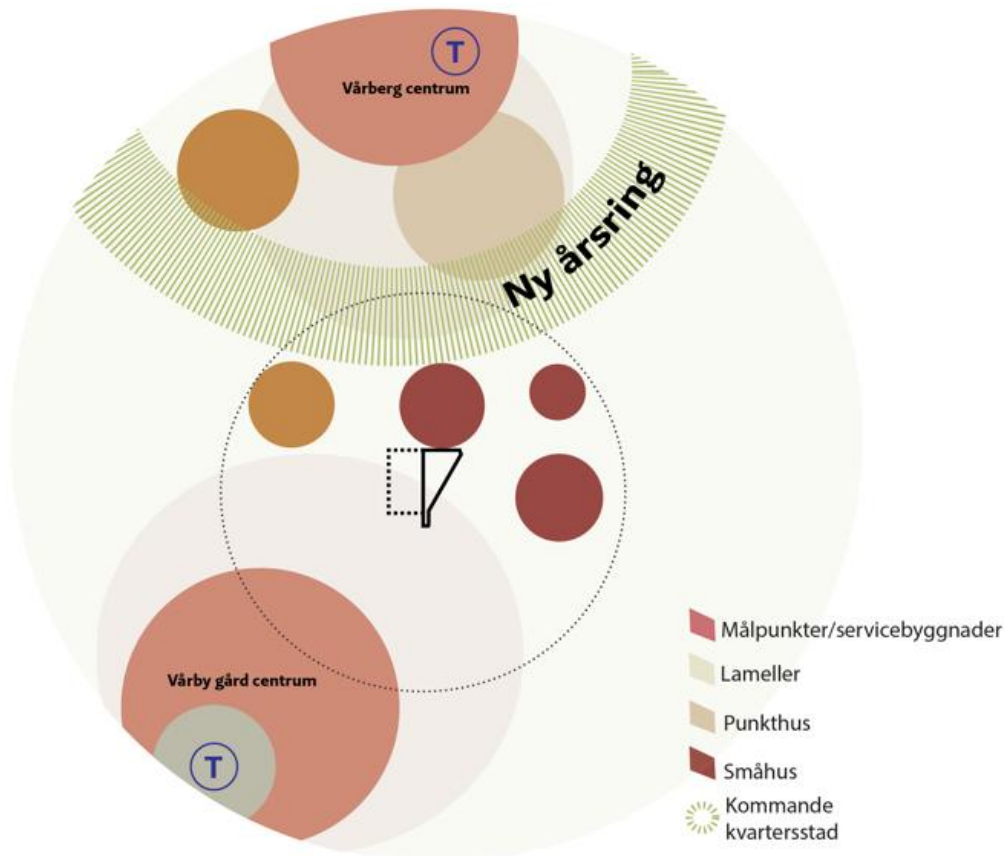 T
Vårberg centrum
Ny årsring
Vårby gård centrum
T
Målpunkter/servicebyggnader
Lameller
Punkthus
Småhus
Kommande
kvartersstad